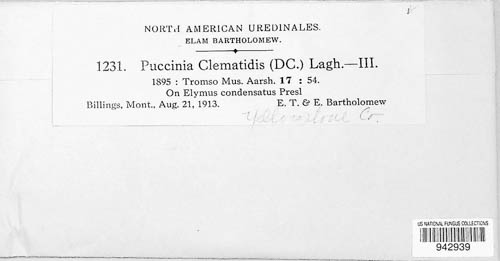 NORTH AMERICAN UREDINALES.
ELAM BARTHOLOMEW.
1231. Puccinia Clematidis (DC.) Lagh.—III.
1895 : Tromso Mus. Aarsh. 17 : 54.
On Elymus condensatus Presl
Billings, Mont., Aug. 21, 1913. E. T. & E. Bartholomew
Yellowstone Co.
US NATIONAL FUNGUS COLLECTIONS
942939